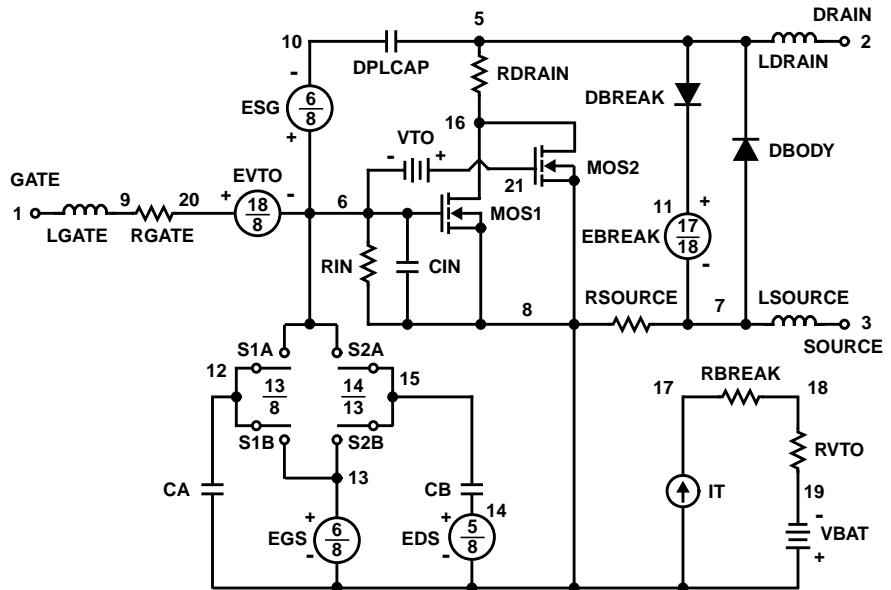 5
DRAIN
10
2
DPLCAP
LDRAIN
RDRAIN
-
DBREAK
ESG
6
8
+
16
VTO
-
+
DBODY
MOS2
GATE
EVTO
21
9
20
+
-
6
11
+
1
18
8
MOS1
EBREAK
17
18
LGATE
RGATE
-
RIN
CIN
8
RSOURCE
7
LSOURCE
3
SOURCE
S1A
S2A
12
15
RBREAK
13
8
14
13
17
18
S1B
S2B
RVTO
13
CA
CB
IT
19
14
+
+
-
EGS
6
8
EDS
5
8
VBAT
-
-
+